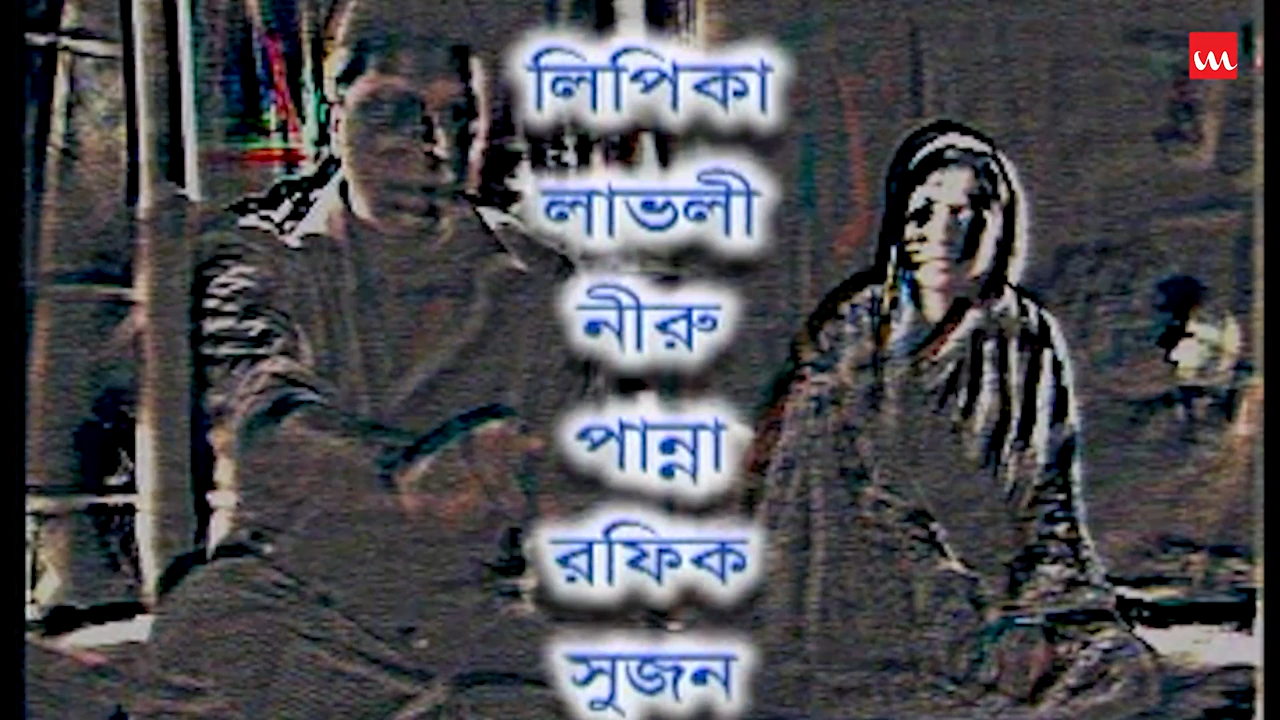 লিপিকা
লাভলী
নীরু
পান্না
রফিক
সুজন